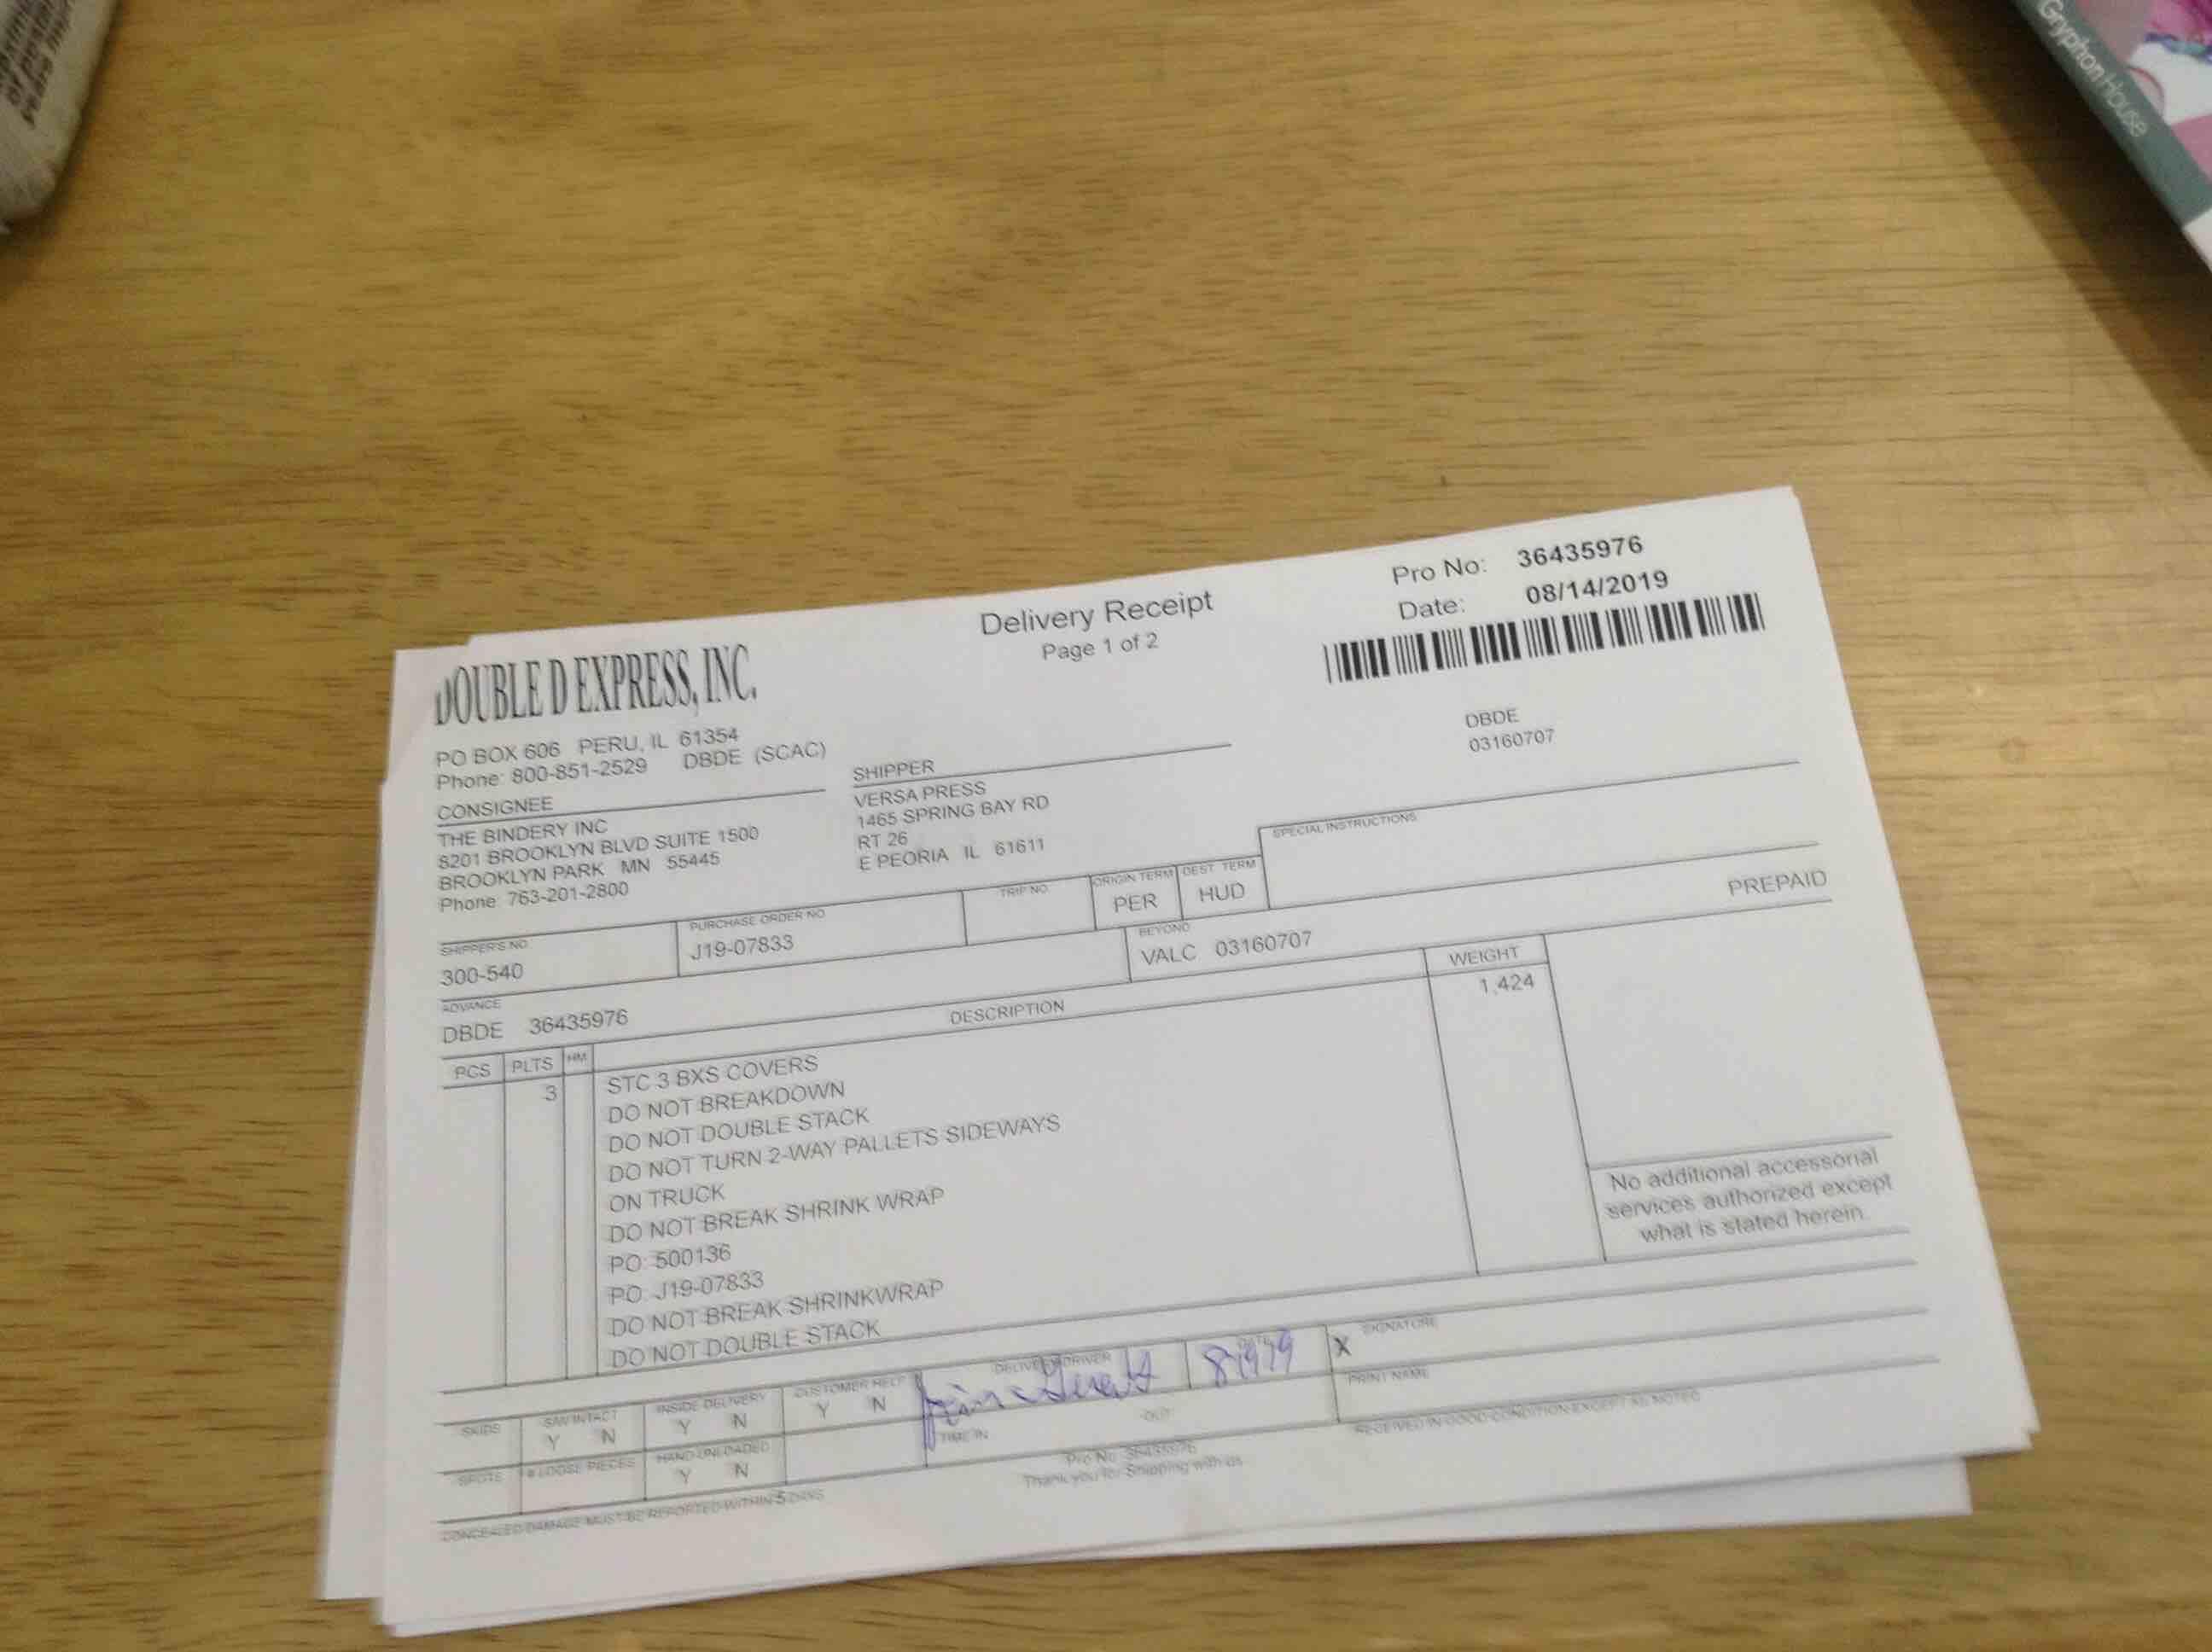 Gryphon House
Delivery Receipt
Page 1 of 2
Pro No: 36435976
Date: 08/14/2019
DOUBLE D EXPRESS, INC.
PO BOX 606 PERU, IL 61354
Phone: 800-851-2529 DBDE (SCAC)
DBDE
03160707
CONSIGNEE
THE BINDERY INC
8201 BROOKLYN BLVD SUITE 1500
BROOKLYN PARK MN 55445
Phone: 763-201-2800
SHIPPER
VERSA PRESS
1465 SPRING BAY RD
RT 26
E PEORIA IL 61611
SPECIAL INSTRUCTIONS
SHIPPER'S NO.
300-540
PURCHASE ORDER NO.
J19-07833
TRIP NO.
ORIGIN TERM
PER
DEST. TERM
HUD
PREPAID
ADVANCE
DBDE 36435976
BEYOND
VALC 03160707
PCS PLTS HM DESCRIPTION WEIGHT
3 STC 3 BXS COVERS 1,424
DO NOT BREAKDOWN
DO NOT DOUBLE STACK
DO NOT TURN 2-WAY PALLETS SIDEWAYS
ON TRUCK
DO NOT BREAK SHRINK WRAP
PO: 500136
PO: J19-07833
DO NOT BREAK SHRINKWRAP
DO NOT DOUBLE STACK
No additional accessorial
services authorized except
what is stated herein.
SKIDS
S/W INTACT
Y N
INSIDE DELIVERY
Y N
CUSTOMER HELP
Y N
DELIVERY DRIVER
DATE
X SIGNATURE
SPOTS
# LOOSE PIECES
HAND UNLOADED
Y N
TIME IN
OUT
PRINT NAME
RECEIVED IN GOOD CONDITION EXCEPT AS NOTED
CONCEALED DAMAGE MUST BE REPORTED WITHIN 5 DAYS
Pro No: 36435976
Thank you for Shipping with us